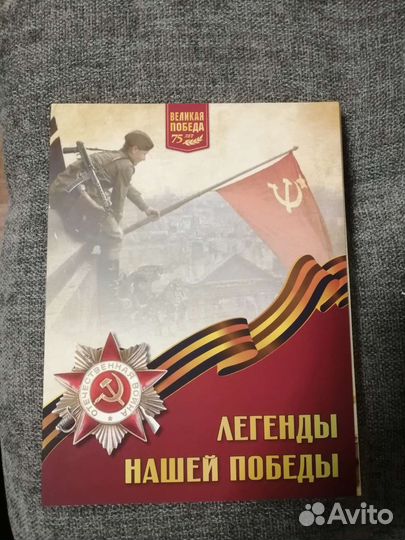 ВЕЛИКАЯ
ПОБЕДА
75 ЛЕТ
ОТЕЧЕСТВЕННАЯ ВОЙНА
ЛЕГЕНДЫ
НАШЕЙ ПОБЕДЫ
Avito